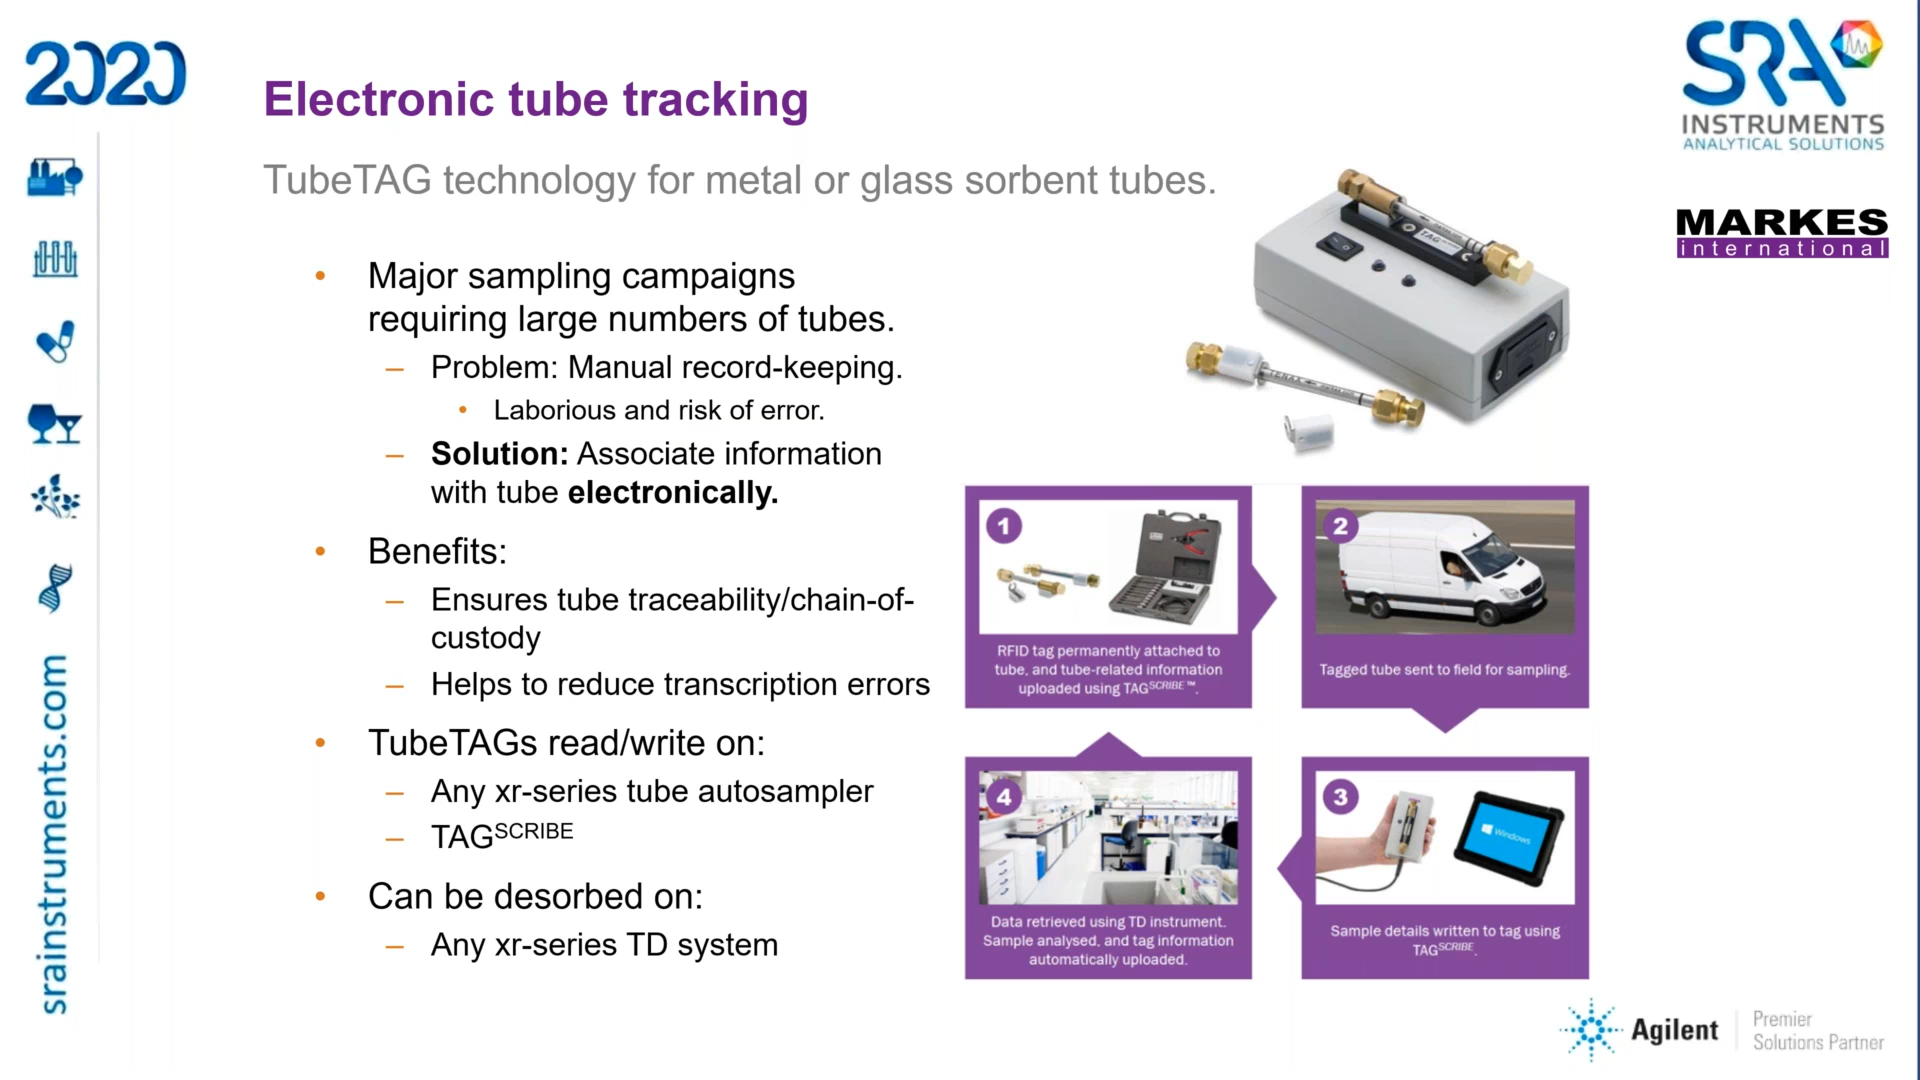 2020
Electronic tube tracking
SRA
INSTRUMENTS
ANALYTICAL SOLUTIONS
TubeTAG technology for metal or glass sorbent tubes.
MARKES
international
TAG
• Major sampling campaigns
requiring large numbers of tubes.
– Problem: Manual record-keeping.
• Laborious and risk of error.
– Solution: Associate information
with tube electronically.
• Benefits:
– Ensures tube traceability/chain-of-
custody
– Helps to reduce transcription errors
• TubeTAGs read/write on:
– Any xr-series tube autosampler
– TAGSCRIBE
• Can be desorbed on:
– Any xr-series TD system
1
RFID tag permanently attached to
tube, and tube-related information
uploaded using TAGSCRIBE™.
2
Tagged tube sent to field for sampling.
3
Windows
Sample details written to tag using
TAGSCRIBE.
4
Data retrieved using TD instrument.
Sample analysed, and tag information
automatically uploaded.
srainstruments.com
Agilent
Premier
Solutions Partner